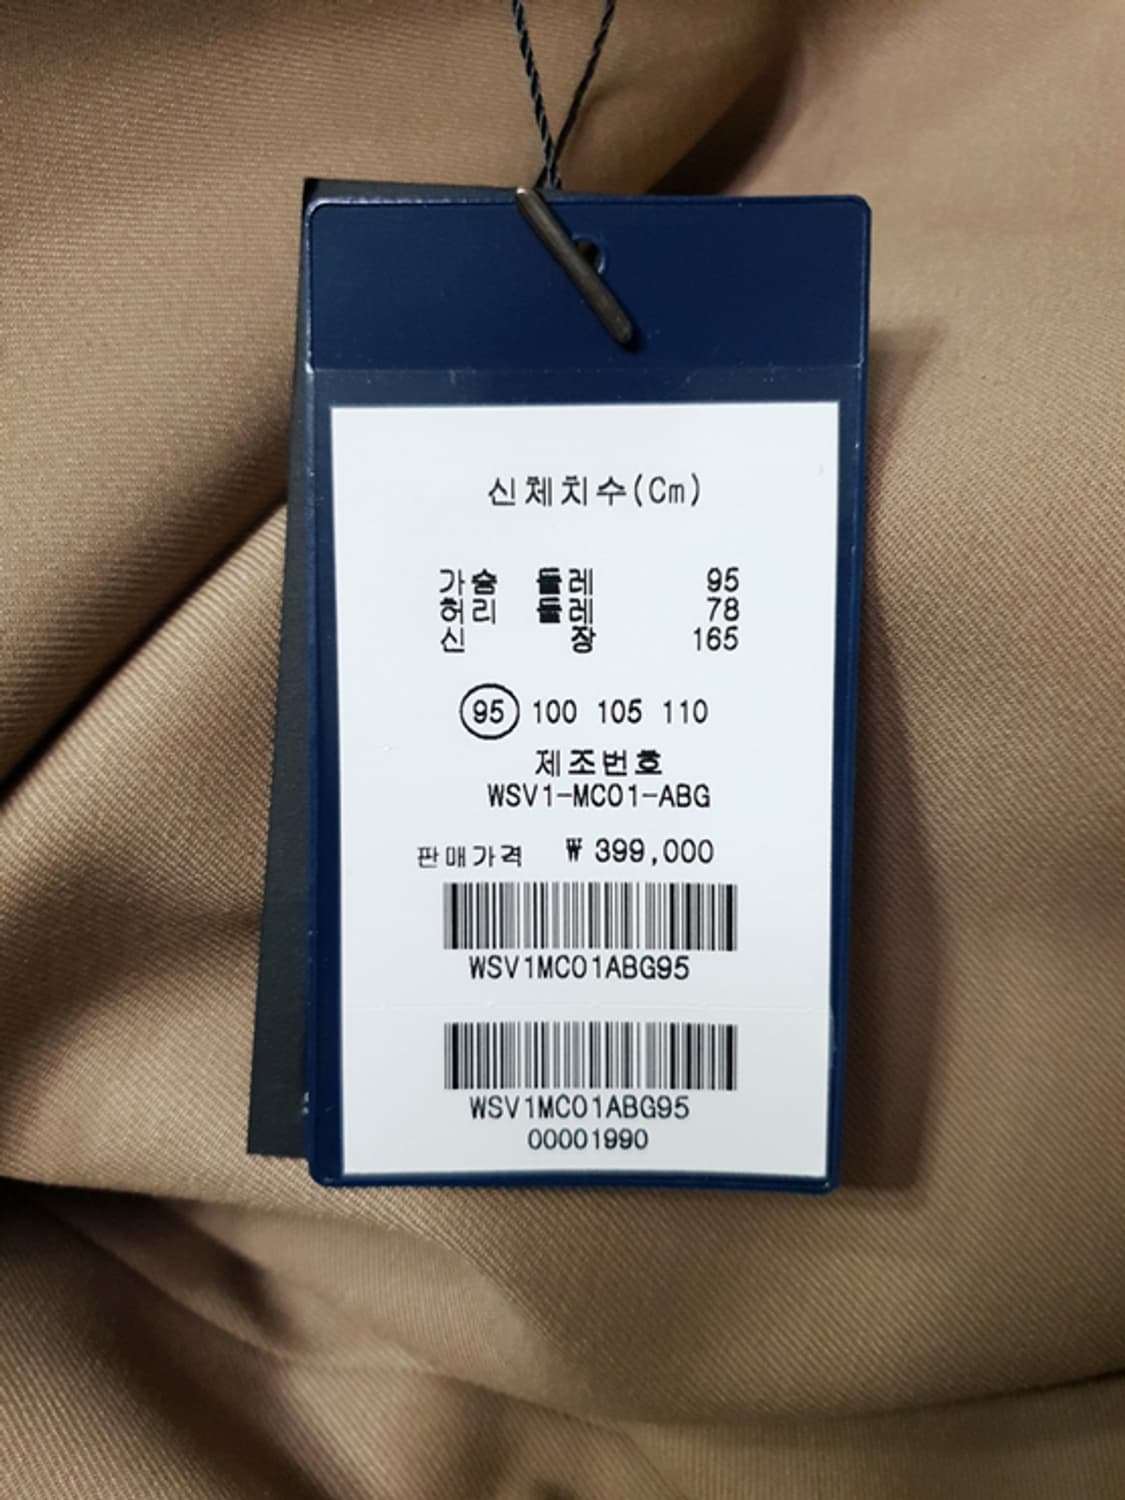 신체치수(Cm)
가슴 둘레 95
허리 둘레 78
신 장 165
95 100 105 110
제조번호
WSV1-MC01-ABG
판매가격 ₩ 399,000
WSV1MC01ABG95
WSV1MC01ABG95
00001990